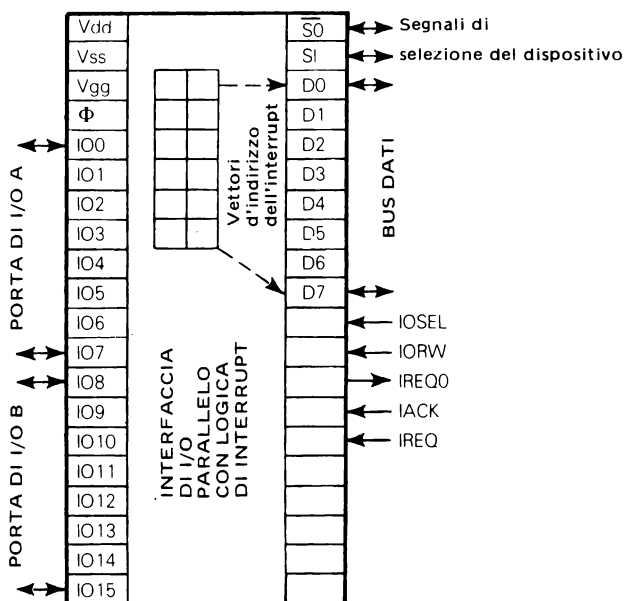 Vdd
Vss
Vgg
Φ
IO0
IO1
IO2
IO3
IO4
IO5
IO6
IO7
IO8
IO9
IO10
IO11
IO12
IO13
IO14
IO15
PORTA DI I/O A
PORTA DI I/O B
Vettori
d'indirizzo
dell'interrupt
INTERFACCIA
DI I/O
PARALLELO
CON LOGICA
DI INTERRUPT
S̅0̅
SI
D0
D1
D2
D3
D4
D5
D6
D7
Segnali di
selezione del dispositivo
BUS DATI
IOSEL
IORW
IREQ0
IACK
IREQ